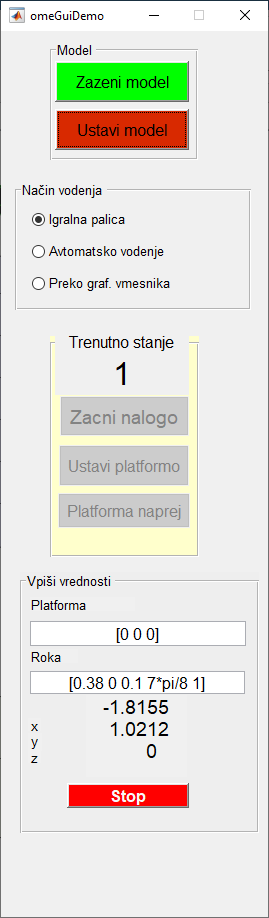 omeGuiDemo
Model
Zazeni model
Ustavi model
Način vodenja
Igralna palica
Avtomatsko vodenje
Preko graf. vmesnika
Trenutno stanje
1
Zacni nalogo
Ustavi platformo
Platforma naprej
Vpiši vrednosti
Platforma
[0 0 0]
Roka
[0.38 0 0.1 7*pi/8 1]
x -1.8155
y 1.0212
z 0
Stop